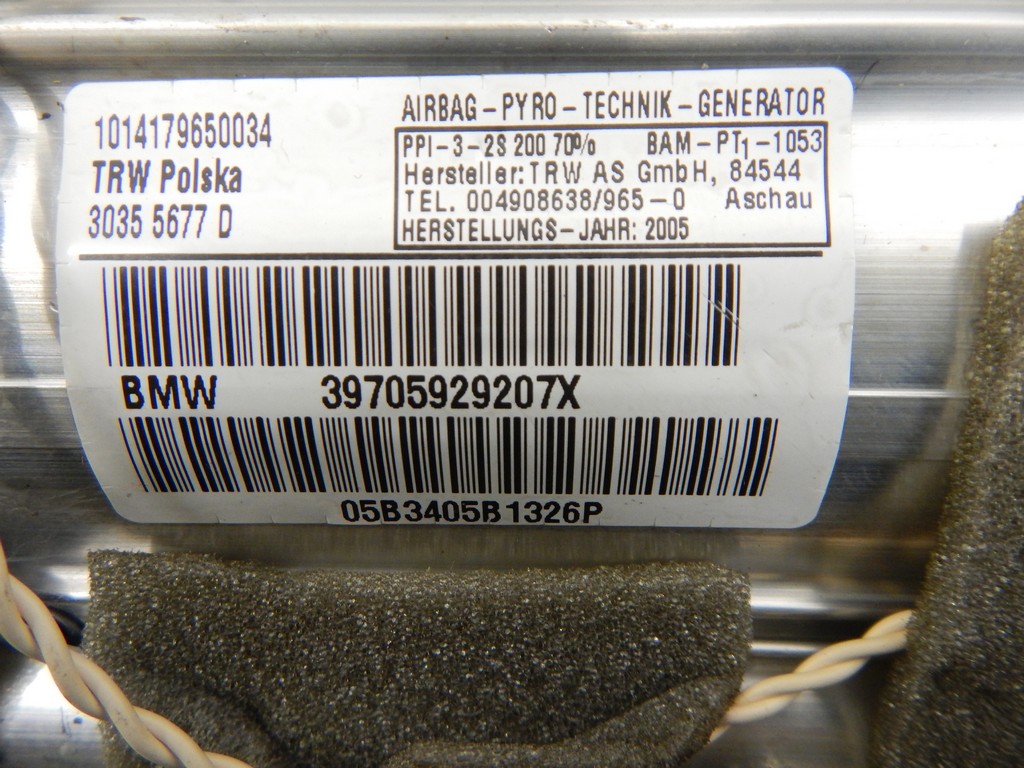 1014179650034
TRW Polska
3035 5677 D
AIRBAG-PYRO-TECHNIK-GENERATOR
PPI-3-2S 200 70% BAM-PT1-1053
Hersteller: TRW AS GmbH, 84544
TEL. 004908638/965-0 Aschau
HERSTELLUNGS-JAHR: 2005
BMW 39705929207X
05B3405B1326P